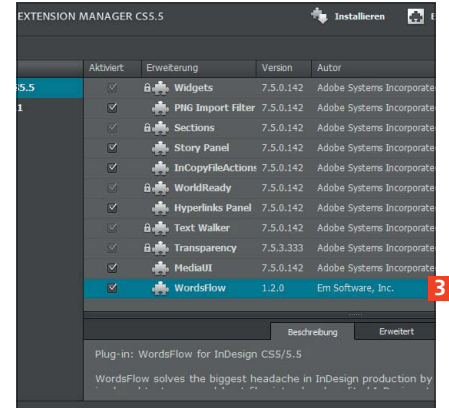 EXTENSION MANAGER CS5.5 Installieren
Aktiviert Erweiterung Version Autor
Widgets 7.5.0.142 Adobe Systems Incorporate
PNG Import Filter 7.5.0.142 Adobe Systems Incorporate
Sections 7.5.0.142 Adobe Systems Incorporate
Story Panel 7.5.0.142 Adobe Systems Incorporate
InCopyFileActions 7.5.0.142 Adobe Systems Incorporate
WorldReady 7.5.0.142 Adobe Systems Incorporate
Hyperlinks Panel 7.5.0.142 Adobe Systems Incorporate
Text Walker 7.5.0.142 Adobe Systems Incorporate
Transparency 7.5.3.333 Adobe Systems Incorporate
MediaUI 7.5.0.142 Adobe Systems Incorporate
WordsFlow 1.2.0 Em Software, Inc. 3
Beschreibung Erweitert
Plug-in: WordsFlow for InDesign CS5/5.5
WordsFlow solves the biggest headache in InDesign production by